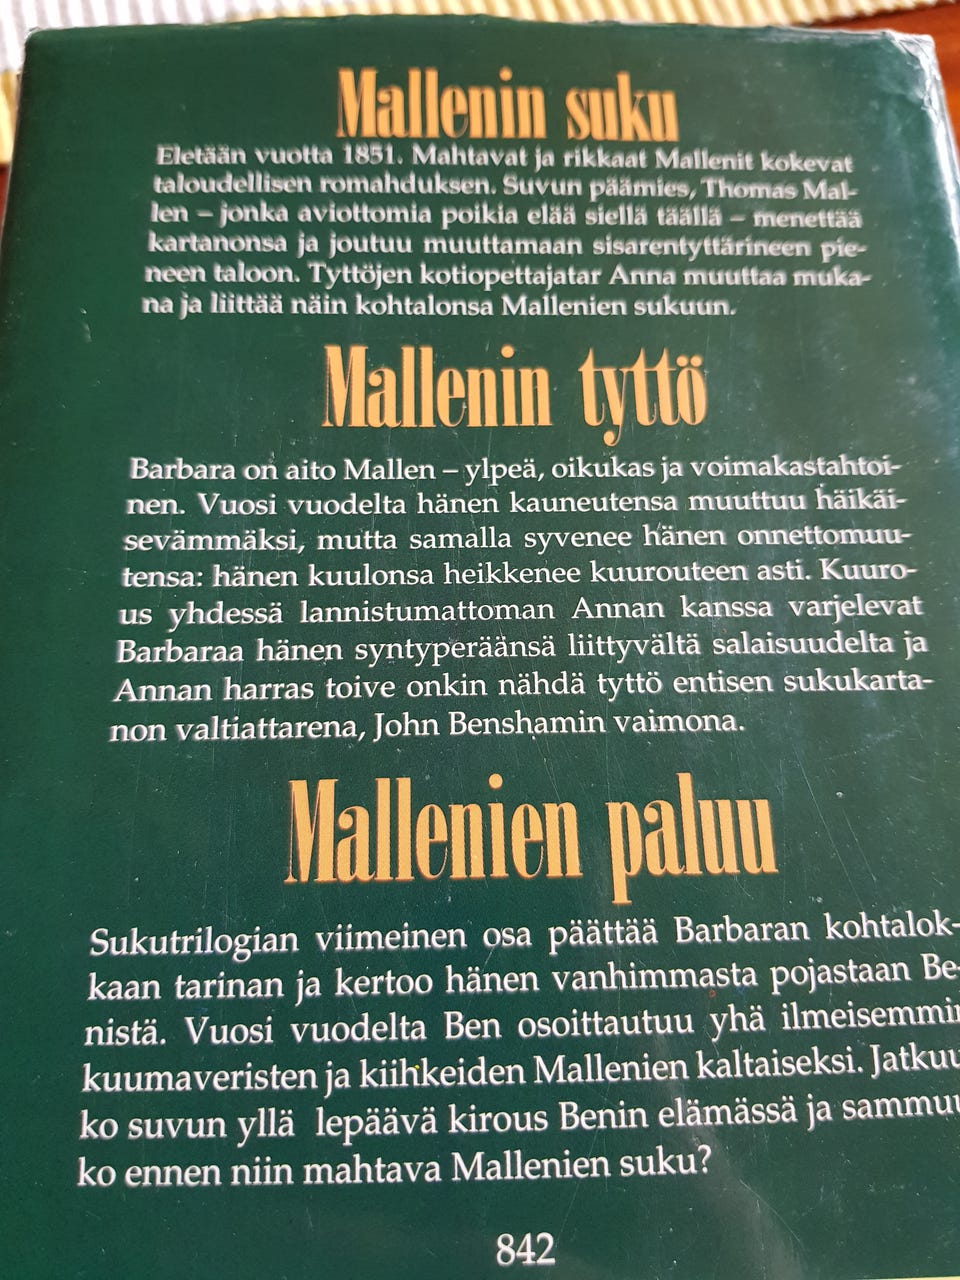 Mallenin suku
Eletään vuotta 1851. Mahtavat ja rikkaat Mallenit kokevat
taloudellisen romahduksen. Suvun päämies, Thomas Mal-
len – jonka aviottomia poikia elää siellä täällä – menettää
kartanonsa ja joutuu muuttamaan sisarentyttärineen pie-
neen taloon. Tyttöjen kotiopettajatar Anna muuttaa muka-
na ja liittää näin kohtalonsa Mallenien sukuun.
Mallenin tyttö
Barbara on aito Mallen – ylpeä, oikukas ja voimakastahtoi-
nen. Vuosi vuodelta hänen kauneutensa muuttuu häikäi-
sevämmäksi, mutta samalla syvenee hänen onnettomuu-
tensa: hänen kuulonsa heikkenee kuurouteen asti. Kuuro-
us yhdessä lannistumattoman Annan kanssa varjelevat
Barbaraa hänen syntyperäänsä liittyvältä salaisuudelta ja
Annan harras toive onkin nähdä tyttö entisen sukukarta-
non valtiattarena, John Benshamin vaimona.
Mallenien paluu
Sukutrilogian viimeinen osa päättää Barbaran kohtalok-
kaan tarinan ja kertoo hänen vanhimmasta pojastaan Be-
nistä. Vuosi vuodelta Ben osoittautuu yhä ilmeisemmin
kuumaveristen ja kiihkeiden Mallenien kaltaiseksi. Jatkuu
ko suvun yllä lepäävä kirous Benin elämässä ja sammuu
ko ennen niin mahtava Mallenien suku?
842